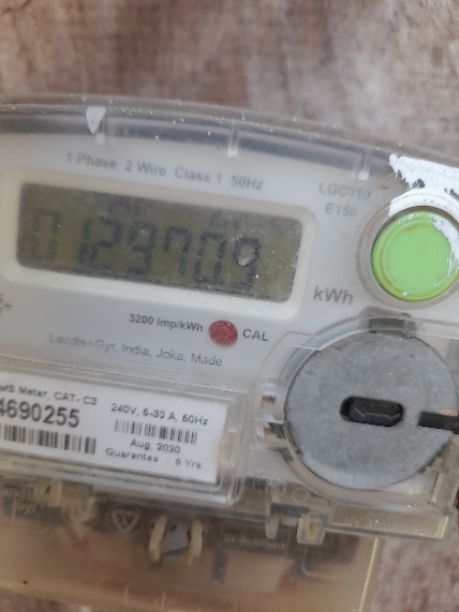 1 Phase 2 Wire Class 1 50Hz
LGC110
E150
kWh
3200 imp/kWh
CAL
Landis+Gyr, India, Joka, Made
Meter, CAT- C3
4690255
240V, 5-30 A, 50Hz
Aug, 2020
Guarantee : 5 Yrs